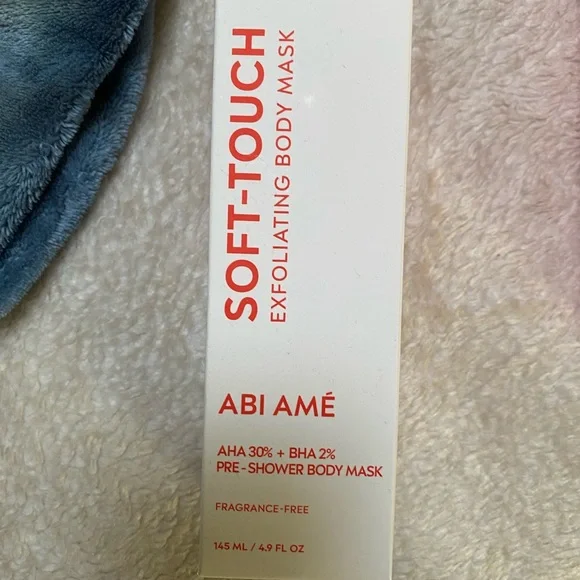 SOFT-TOUCH
EXFOLIATING BODY MASK
ABI AMÉ
AHA 30% + BHA 2%
PRE-SHOWER BODY MASK
FRAGRANCE-FREE
145 ML / 4.9 FL OZ